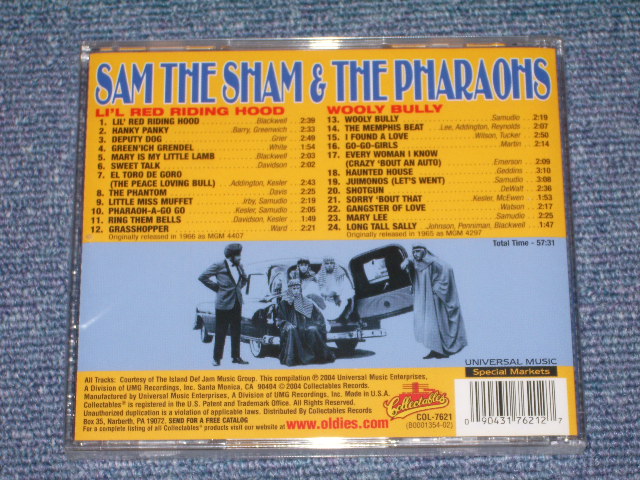 SAM THE SHAM & THE PHARAOHS
LI'L RED RIDING HOOD
1. LIL' RED RIDING HOOD Blackwell 2:39
2. HANKY PANKY Barry, Greenwich 2:33
3. DEPUTY DOG Grier 2:49
4. GREEN'ICH GRENDEL White 1:54
5. MARY IS MY LITTLE LAMB Blackwell 2:03
6. SWEET TALK Davidson 2:02
7. EL TORO DE GORO
(THE PEACE LOVING BULL) Addington, Kesler 2:43
8. THE PHANTOM Davis 2:25
9. LITTLE MISS MUFFET Irby, Samudio 2:19
10. PHARAOH-A-GO GO Kesler, Samudio 2:05
11. RING THEM BELLS Davidson, Kesler 1:49
12. GRASSHOPPER Ward 2:21
Originally released in 1966 as MGM 4407
WOOLY BULLY
13. WOOLY BULLY Samudio 2:19
14. THE MEMPHIS BEAT Lee, Addington, Reynolds 2:07
15. I FOUND A LOVE Wilson, Tucker 2:50
16. GO-GO-GIRLS Martin 2:14
17. EVERY WOMAN I KNOW
(CRAZY 'BOUT AN AUTO) Emerson 2:09
18. HAUNTED HOUSE Geddins 3:10
19. JUIMONOS (LET'S WENT) Samudio 3:08
20. SHOTGUN DeWalt 2:36
21. SORRY 'BOUT THAT Kesler, McEwen 1:53
22. GANGSTER OF LOVE Watson 2:17
23. MARY LEE Samudio 2:25
24. LONG TALL SALLY Johnson, Penniman, Blackwell 1:47
Originally released in 1965 as MGM 4297
Total Time - 57:31
UNIVERSAL MUSIC
Special Markets
All Tracks: Courtesy of The Island Def Jam Music Group. This compilation ℗ 2004 Universal Music Enterprises,
A Division of UMG Recordings, Inc. Santa Monica, CA 90404 © 2004 Collectables Records.
Manufactured by Universal Music Enterprises, A Division of UMG Recordings, Inc. Made in U.S.A.
Collectables® is registered in the U.S. Patent and Trademark Office. All Rights Reserved.
Unauthorized duplication is a violation of applicable laws. Distributed By Collectables Records
Box 35, Narberth, PA 19072. SEND FOR A FREE CATALOG
For a complete listing of all Collectables® products visit our website at www.oldies.com
Collectables
COL-7621
(B0001354-02)
0 90431 76212 7